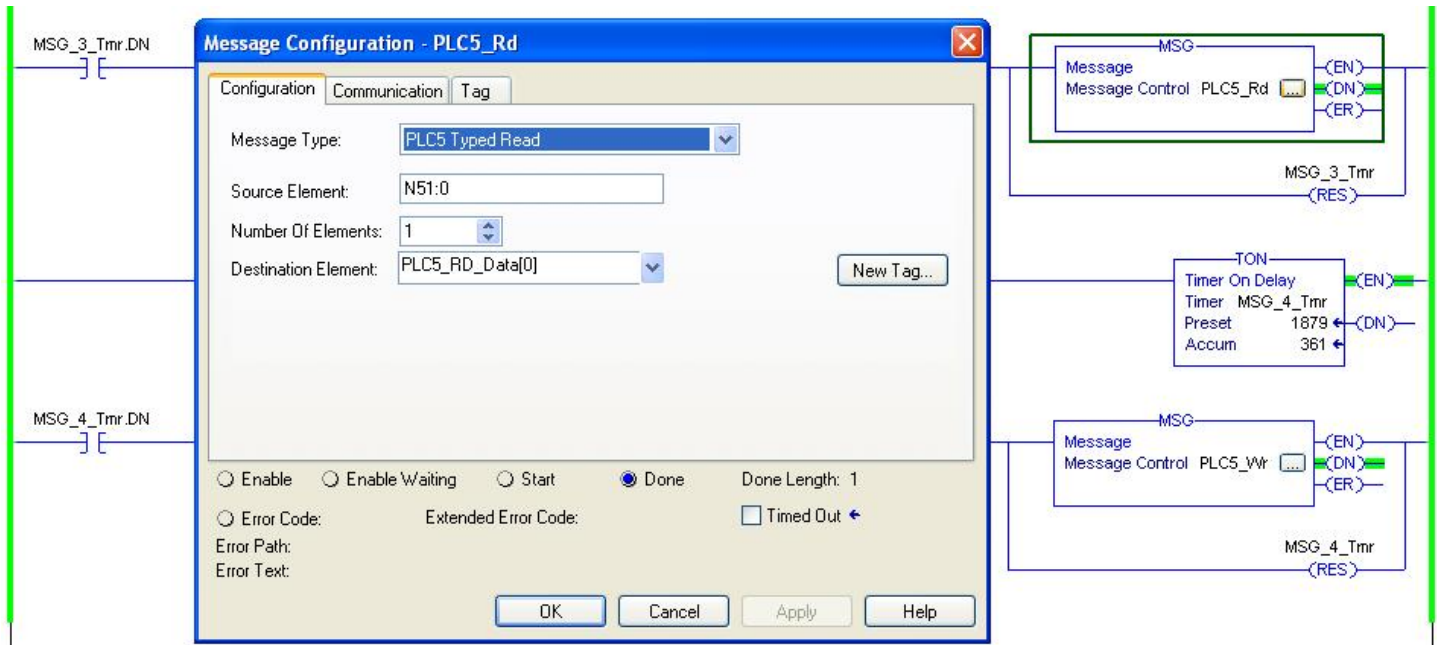 MSG_3_Tmr.DN
Message Configuration - PLC5_Rd
Configuration Communication Tag
Message Type: PLC5 Typed Read
Source Element: N51:0
Number Of Elements: 1
Destination Element: PLC5_RD_Data[0] New Tag...
Enable Enable Waiting Start Done Done Length: 1
Error Code: Extended Error Code: Timed Out
Error Path:
Error Text:
OK Cancel Apply Help
MSG
Message (EN)
Message Control PLC5_Rd ... (DN)
(ER)
MSG_3_Tmr
(RES)
TON
Timer On Delay (EN)
Timer MSG_4_Tmr
Preset 1879 (DN)
Accum 361
MSG_4_Tmr.DN
MSG
Message (EN)
Message Control PLC5_Wr ... (DN)
(ER)
MSG_4_Tmr
(RES)